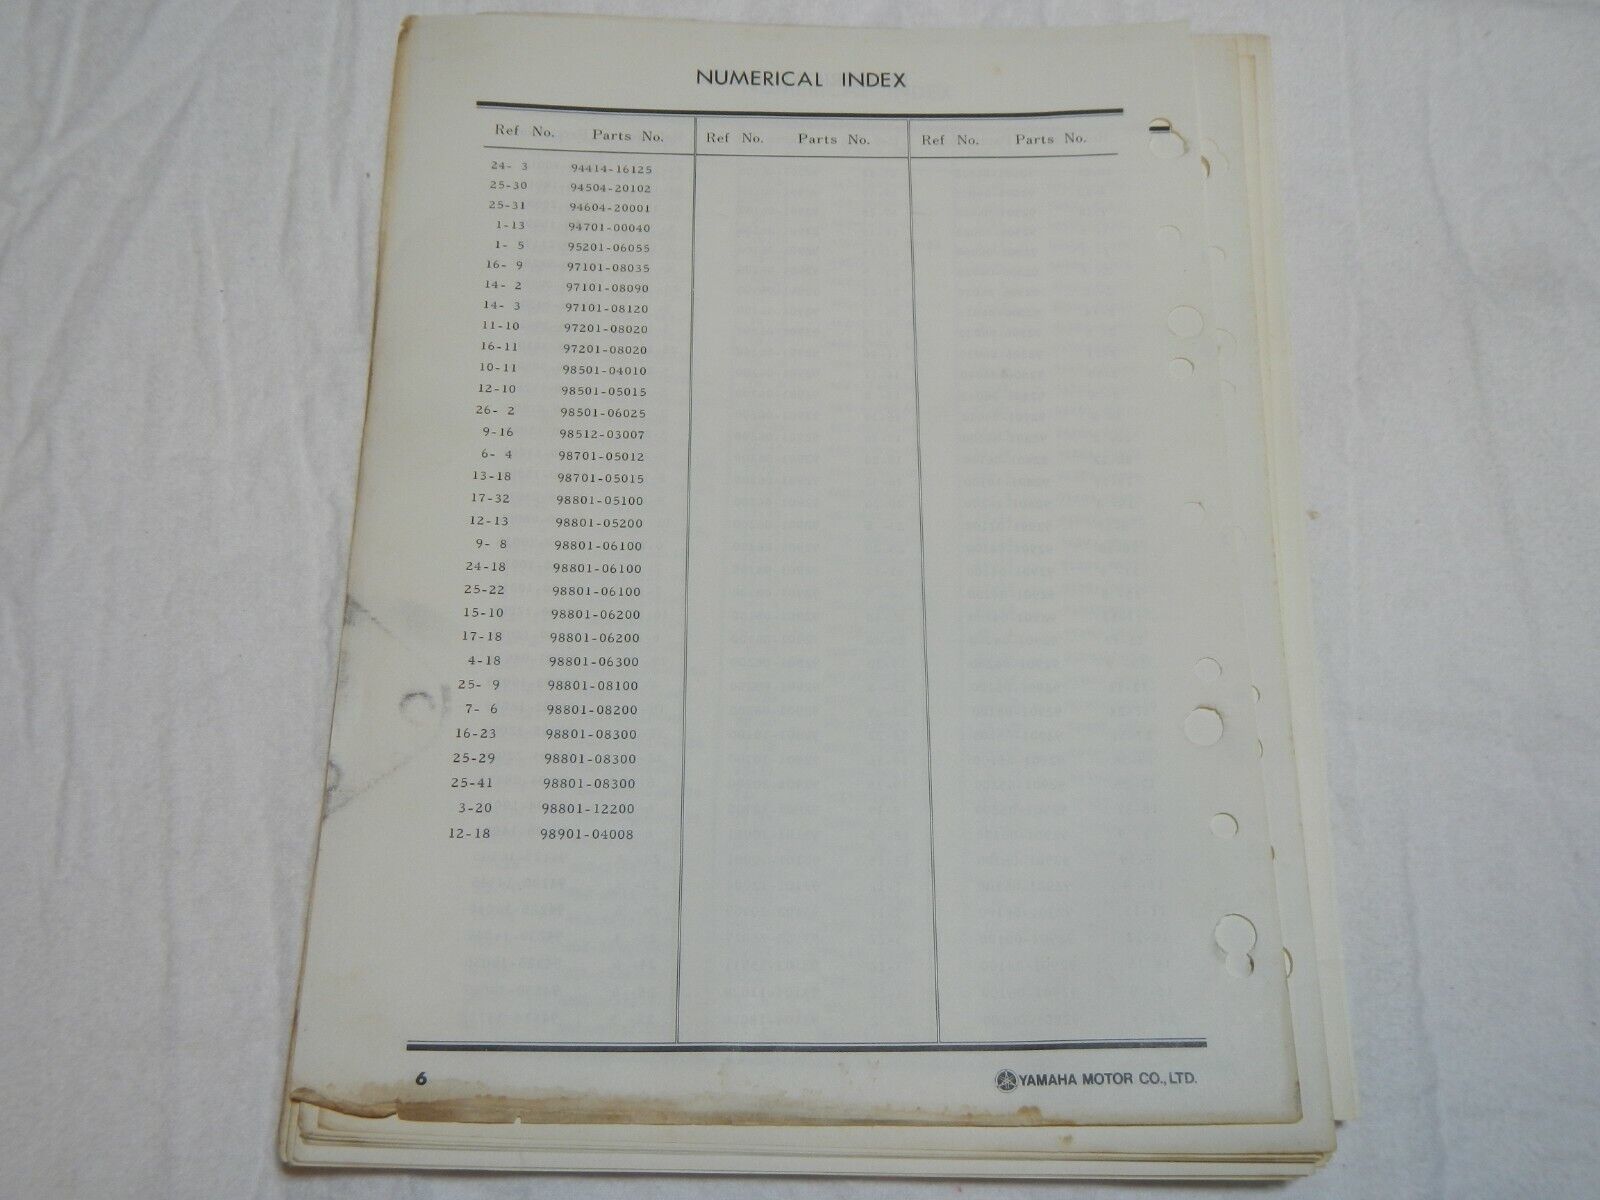 NUMERICAL INDEX
Ref No. Parts No. Ref No. Parts No. Ref No. Parts No.
24- 3 94414-16125
25-30 94504-20102
25-31 94604-20001
1-13 94701-00040
1- 5 95201-06055
16- 9 97101-08035
14- 2 97101-08090
14- 3 97101-08120
11-10 97201-08020
16-11 97201-08020
10-11 98501-04010
12-10 98501-05015
26- 2 98501-06025
9-16 98512-03007
6- 4 98701-05012
13-18 98701-05015
17-32 98801-05100
12-13 98801-05200
9- 8 98801-06100
24-18 98801-06100
25-22 98801-06100
15-10 98801-06200
17-18 98801-06200
4-18 98801-06300
25- 9 98801-08100
7- 6 98801-08200
16-23 98801-08300
25-29 98801-08300
25-41 98801-08300
3-20 98801-12200
12-18 98901-04008
6 YAMAHA MOTOR CO., LTD.